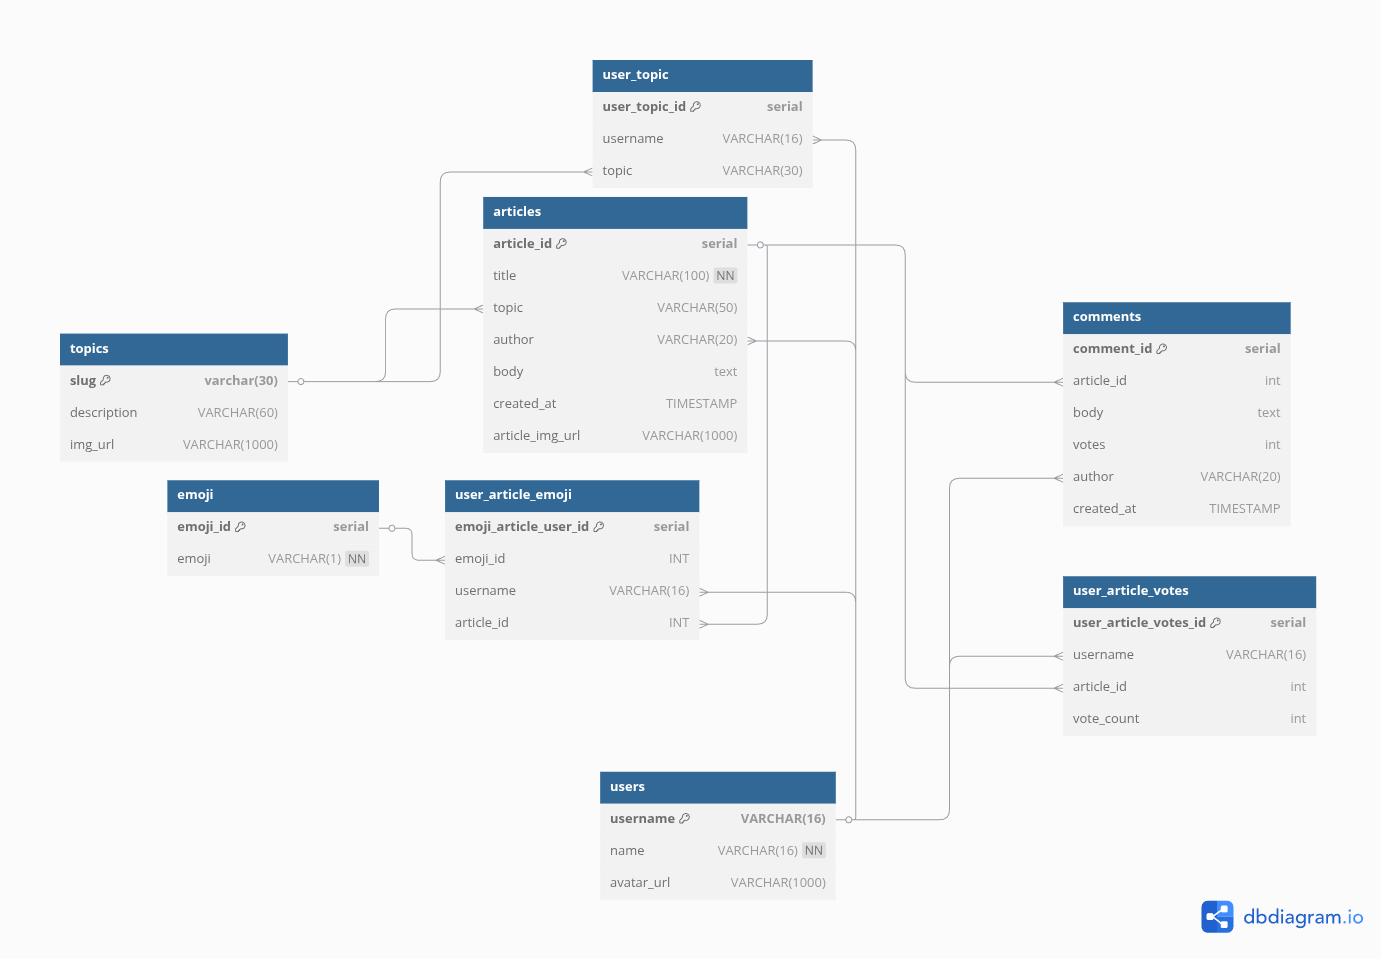 user_topic
user_topic_id serial
username VARCHAR(16)
topic VARCHAR(30)
articles
article_id serial
title VARCHAR(100) NN
topic VARCHAR(50)
author VARCHAR(20)
body text
created_at TIMESTAMP
article_img_url VARCHAR(1000)
topics
slug varchar(30)
description VARCHAR(60)
img_url VARCHAR(1000)
comments
comment_id serial
article_id int
body text
votes int
author VARCHAR(20)
created_at TIMESTAMP
emoji
emoji_id serial
emoji VARCHAR(1) NN
user_article_emoji
emoji_article_user_id serial
emoji_id INT
username VARCHAR(16)
article_id INT
user_article_votes
user_article_votes_id serial
username VARCHAR(16)
article_id int
vote_count int
users
username VARCHAR(16)
name VARCHAR(16) NN
avatar_url VARCHAR(1000)
dbdiagram.io